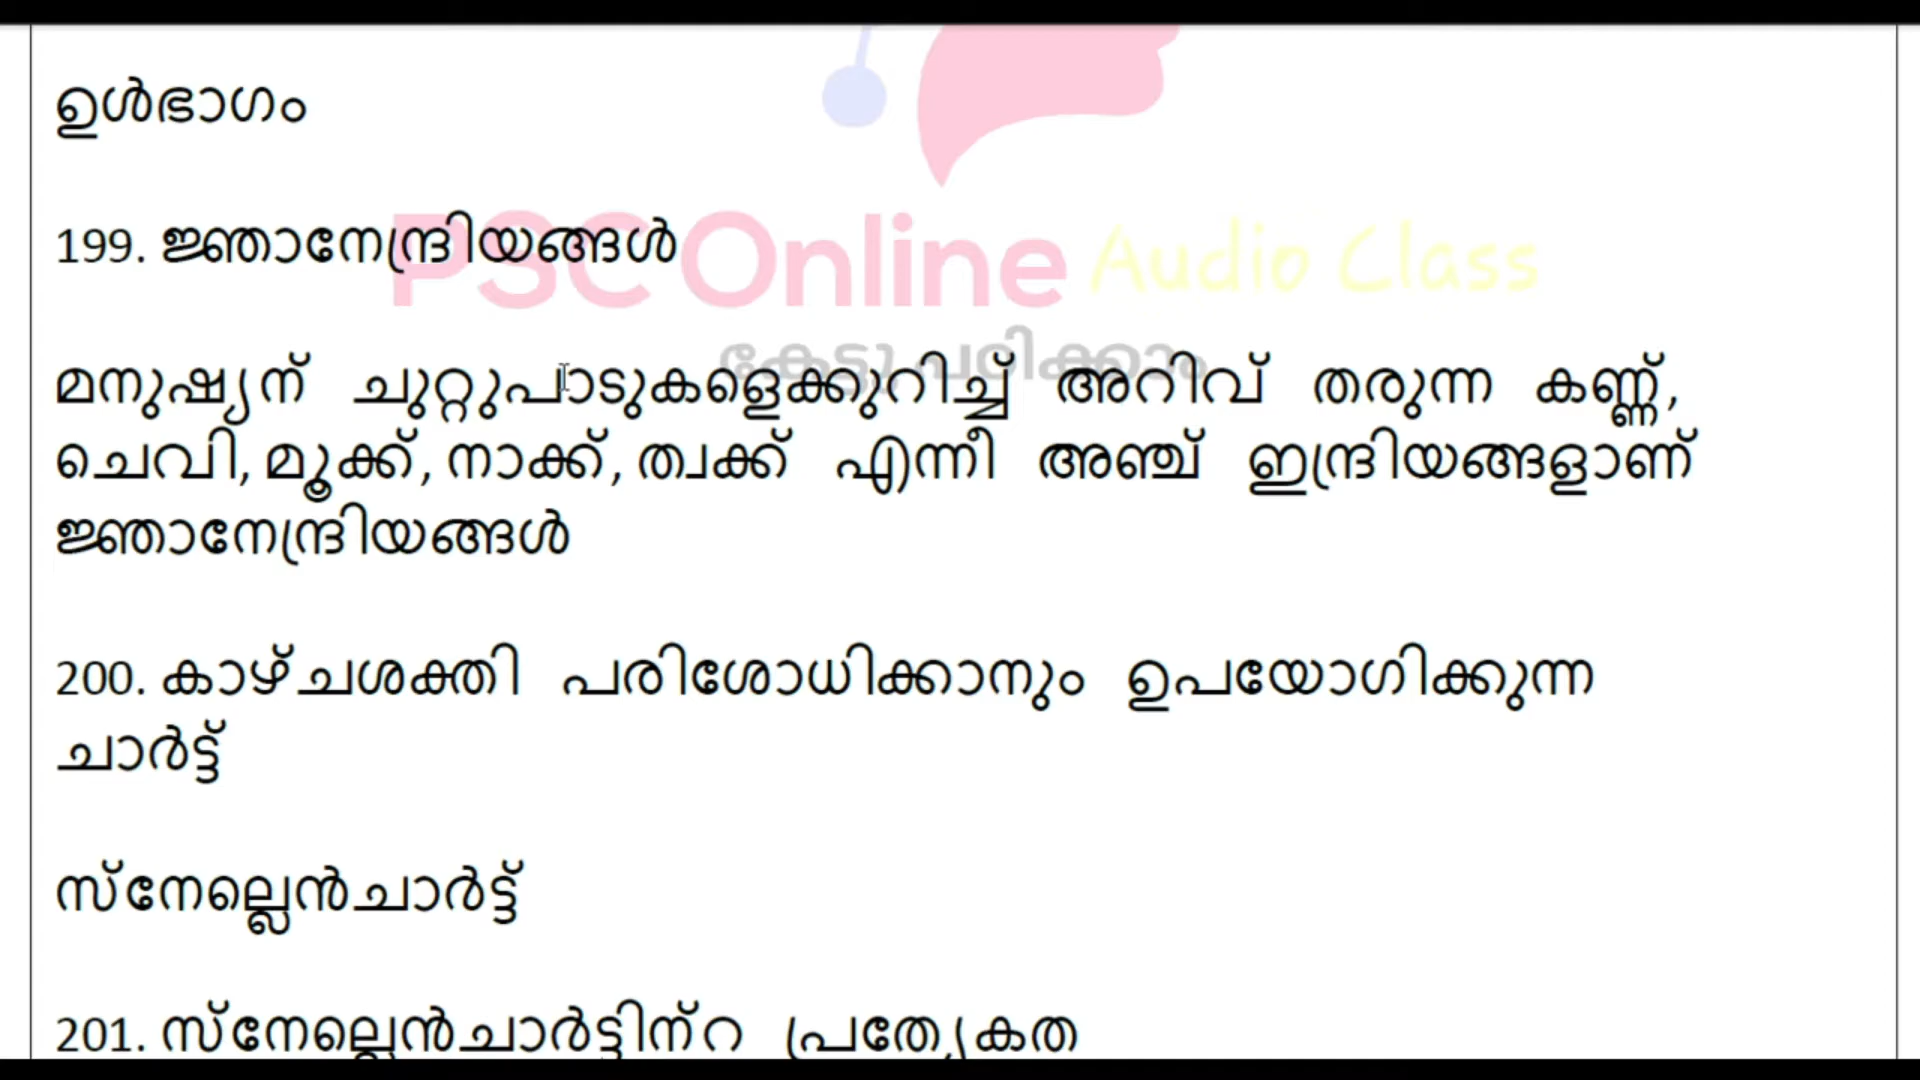 ഉൾഭാഗം
199. ജ്ഞാനേന്ദ്രിയങ്ങൾ
PSC Online Audio Class
കേട്ടു പഠിക്കാം
മനുഷ്യന് ചുറ്റുപാടുകളെക്കുറിച്ച് അറിവ് തരുന്ന കണ്ണ്,
ചെവി, മൂക്ക്, നാക്ക്, ത്വക്ക് എന്നീ അഞ്ച് ഇന്ദ്രിയങ്ങളാണ്
ജ്ഞാനേന്ദ്രിയങ്ങൾ
200. കാഴ്ചശക്തി പരിശോധിക്കാനും ഉപയോഗിക്കുന്ന
ചാർട്ട്
സ്നേല്ലെൻചാർട്ട്
201. സ്നേല്ലെൻചാർട്ടിന്റ പ്രത്യേകത